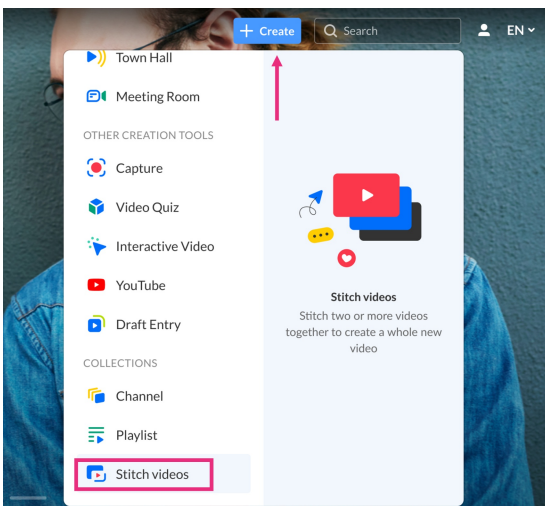 Create
Search
EN
Town Hall
Meeting Room
OTHER CREATION TOOLS
Capture
Video Quiz
Interactive Video
YouTube
Draft Entry
COLLECTIONS
Channel
Playlist
Stitch videos
Stitch videos
Stitch two or more videos
together to create a whole new
video